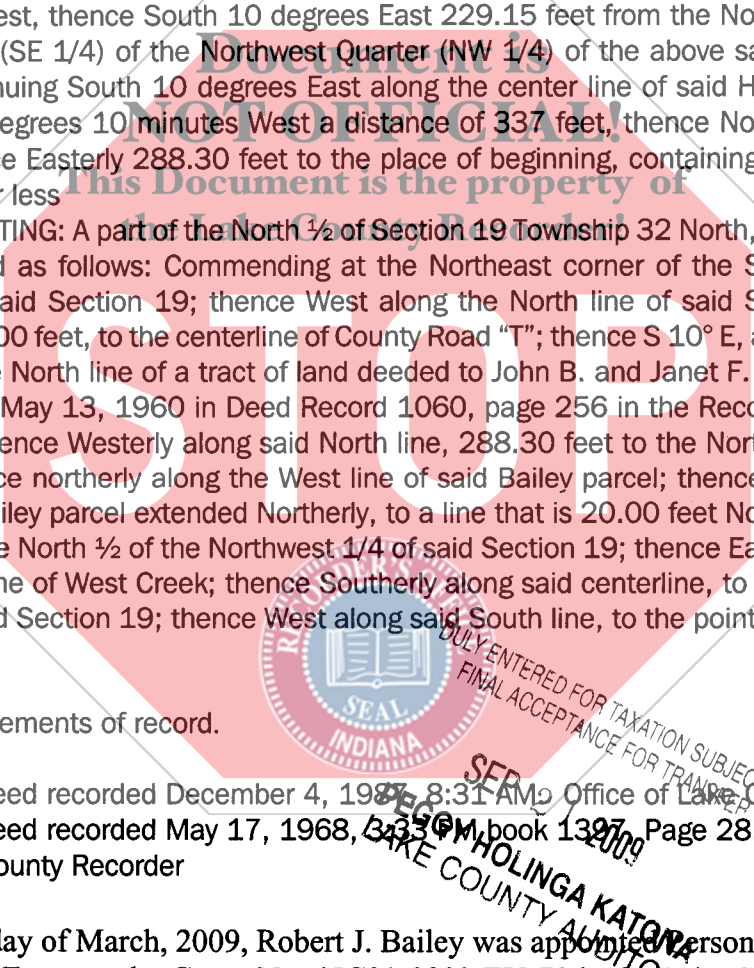 est, thence South 10 degrees East 229.15 feet from the No
(SE 1/4) of the Northwest Quarter (NW 1/4) of the above sa
nuing South 10 degrees East along the center line of said H
egrees 10 minutes West a distance of 337 feet, thence No
ce Easterly 288.30 feet to the place of beginning, containing
r less
TING: A part of the North ½ of Section 19 Township 32 North,
d as follows: Commending at the Northeast corner of the S
aid Section 19; thence West along the North line of said S
00 feet, to the centerline of County Road "T"; thence S 10° E, a
e North line of a tract of land deeded to John B. and Janet F.
May 13, 1960 in Deed Record 1060, page 256 in the Reco
ence Westerly along said North line, 288.30 feet to the Nor
ce northerly along the West line of said Bailey parcel; thence
iley parcel extended Northerly, to a line that is 20.00 feet No
e North ½ of the Northwest 1/4 of said Section 19; thence Ea
ne of West Creek; thence Southerly along said centerline, to
d Section 19; thence West along said South line, to the point
ements of record.
eed recorded December 4, 1987, 8:31 AM, Office of Lake C
eed recorded May 17, 1968, 3:33 PM, book 1397, Page 28
ounty Recorder
day of March, 2009, Robert J. Bailey was appointed Person
Document is
NOT OFFICIAL!
This Document is the property of
the Lake County Recorder!
STOP
RECORDER'S
SEAL
INDIANA
DULY ENTERED FOR TAXATION SUBJEC
FINAL ACCEPTANCE FOR TRANSFER
SEP 2009
PEGGY HOLINGA KATONA
LAKE COUNTY AUDITO